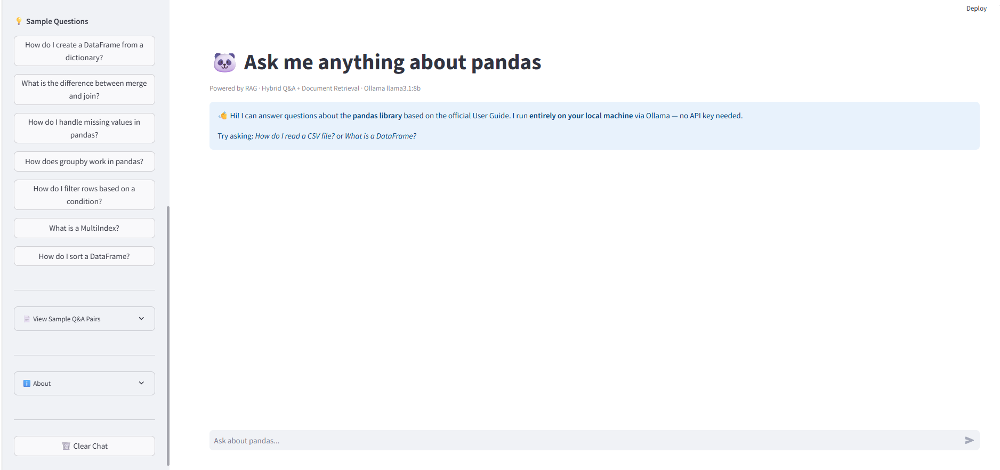 Deploy
Sample Questions
How do I create a DataFrame from a
dictionary?
What is the difference between merge
and join?
How do I handle missing values in
pandas?
How does groupby work in pandas?
How do I filter rows based on a
condition?
What is a MultiIndex?
How do I sort a DataFrame?
View Sample Q&A Pairs
About
Clear Chat
Ask me anything about pandas
Powered by RAG · Hybrid Q&A + Document Retrieval · Ollama llama3.1:8b
Hi! I can answer questions about the pandas library based on the official User Guide. I run entirely on your local machine via Ollama — no API key needed.
Try asking: How do I read a CSV file? or What is a DataFrame?
Ask about pandas...